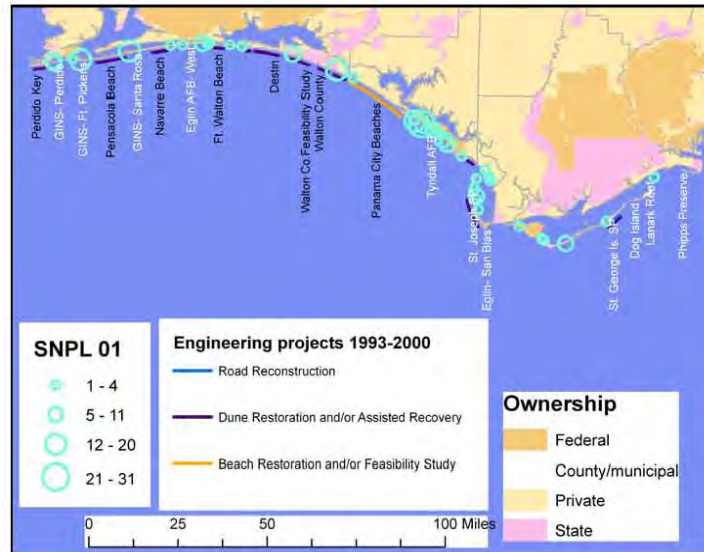 Perdido Key
GINS- Perdido
GINS- Ft. Pickens
Pensacola Beach
GINS- Santa Rosa
Navarre Beach
Eglin AFB- West
Ft. Walton Beach
Destin
Walton Co Feasibility Study
Walton County
Panama City Beaches
Tyndall AFB
St. Joseph
Eglin- San Blas
St. George Is. SP
Dog Island
Lanark Reef
Phipps Preserve
SNPL 01
1 - 4
5 - 11
12 - 20
21 - 31
Engineering projects 1993-2000
Road Reconstruction
Dune Restoration and/or Assisted Recovery
Beach Restoration and/or Feasibility Study
Ownership
Federal
County/municipal
Private
State
0 25 50 100 Miles